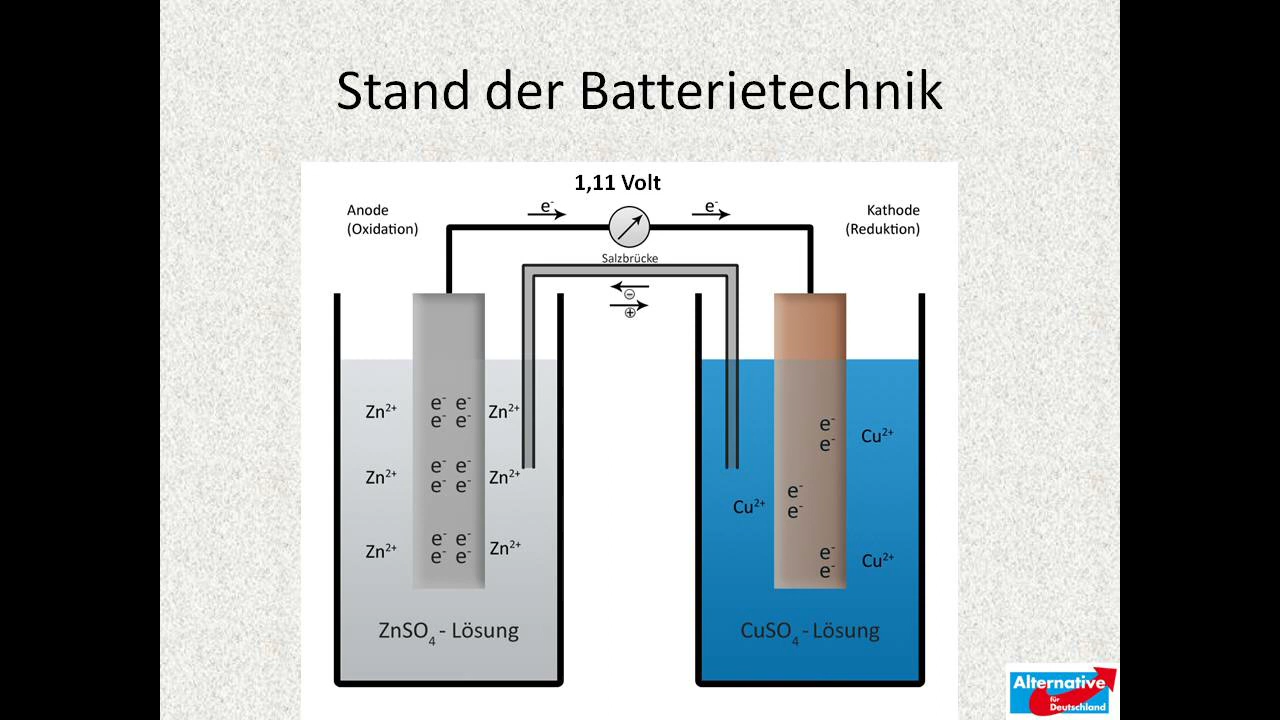 Stand der Batterietechnik
1,11 Volt
Anode
(Oxidation)
e⁻
e⁻
Kathode
(Reduktion)
Salzbrücke
⊖
⊕
Zn²⁺
e⁻ e⁻
e⁻ e⁻
Zn²⁺
Zn²⁺
e⁻ e⁻
e⁻ e⁻
Zn²⁺
Zn²⁺
e⁻ e⁻
e⁻ e⁻
Zn²⁺
ZnSO₄ - Lösung
e⁻
e⁻
Cu²⁺
Cu²⁺
e⁻
e⁻
e⁻
e⁻
Cu²⁺
CuSO₄ - Lösung
Alternative
für
Deutschland